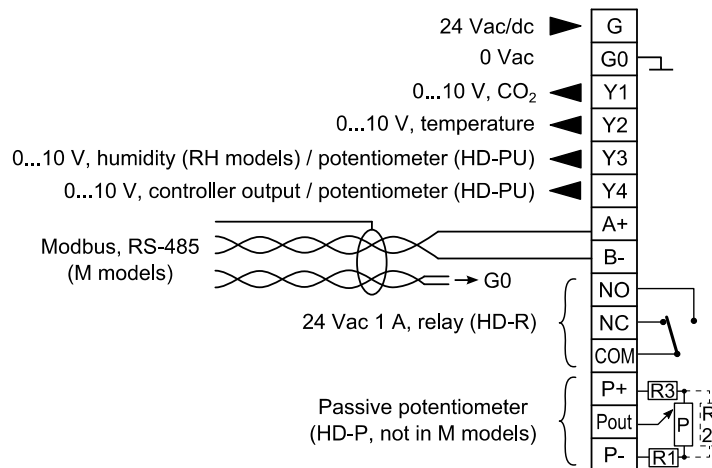 24 Vac/dc G
0 Vac G0
0...10 V, CO₂ Y1
0...10 V, temperature Y2
0...10 V, humidity (RH models) / potentiometer (HD-PU) Y3
0...10 V, controller output / potentiometer (HD-PU) Y4
A+
Modbus, RS-485
(M models)
B-
G0
NO
24 Vac 1 A, relay (HD-R) NC
COM
P+ R3
Passive potentiometer
(HD-P, not in M models)
Pout P R
2
P- R1